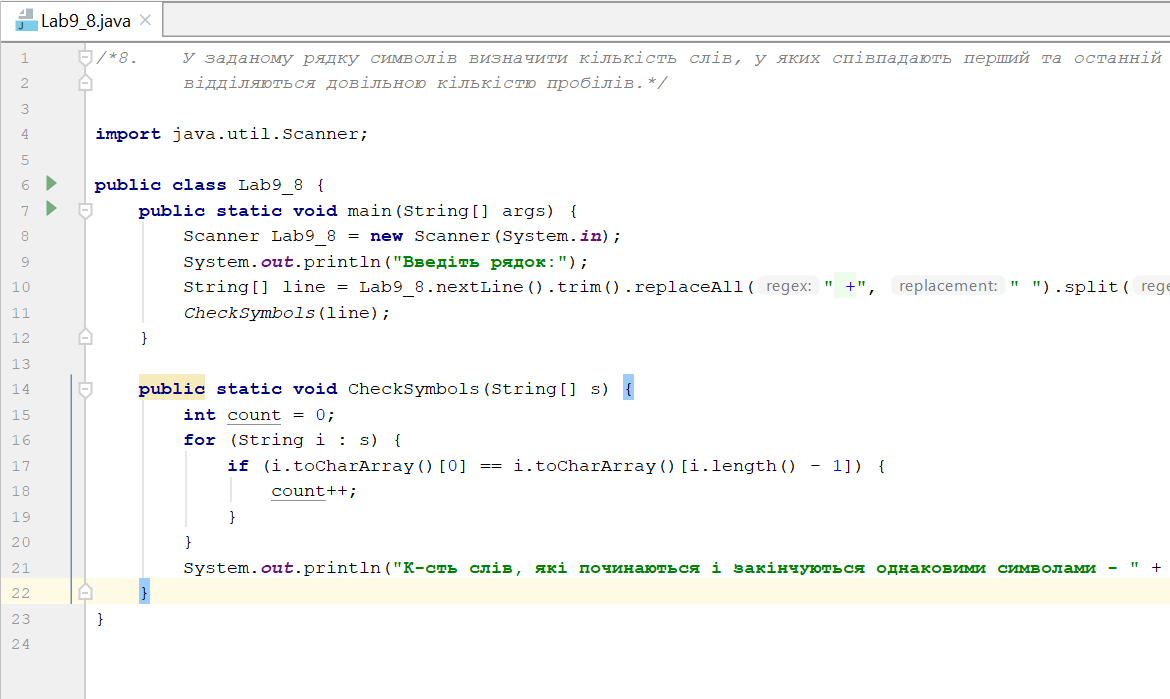 Lab9_8.java
1 /*8. У заданому рядку символів визначити кількість слів, у яких співпадають перший та останній
2 відділяються довільною кількістю пробілів.*/
3
4 import java.util.Scanner;
5
6 public class Lab9_8 {
7 public static void main(String[] args) {
8 Scanner Lab9_8 = new Scanner(System.in);
9 System.out.println("Введіть рядок:");
10 String[] line = Lab9_8.nextLine().trim().replaceAll( regex: " +", replacement: " ").split(
11 CheckSymbols(line);
12 }
13
14 public static void CheckSymbols(String[] s) {
15 int count = 0;
16 for (String i : s) {
17 if (i.toCharArray()[0] == i.toCharArray()[i.length() - 1]) {
18 count++;
19 }
20 }
21 System.out.println("К-сть слів, які починаються і закінчуються однаковими символами - " +
22 }
23 }
24